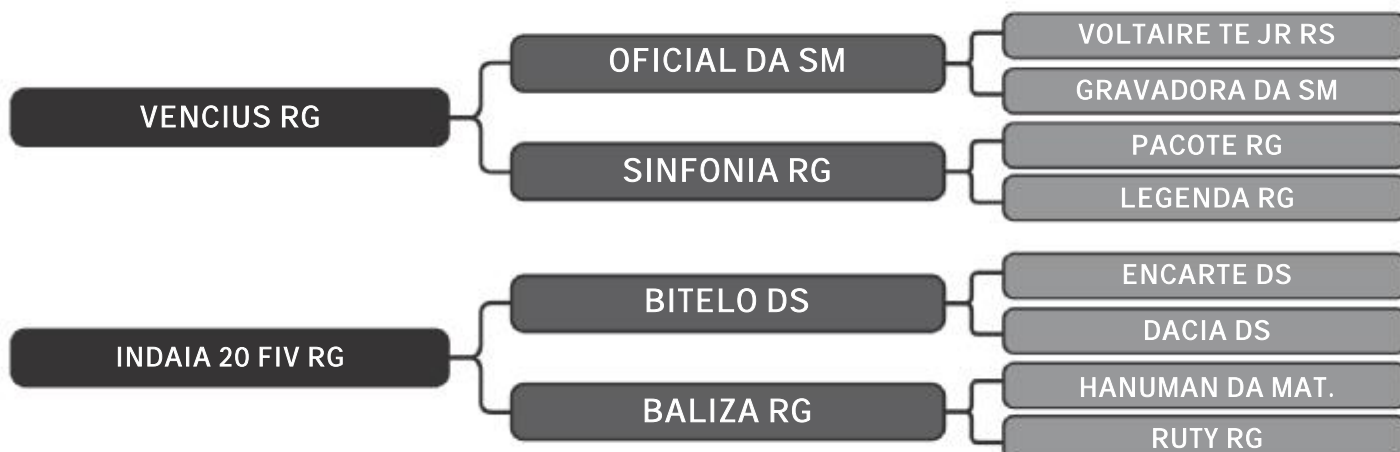 VENCIUS RG
OFICIAL DA SM
SINFONIA RG
VOLTAIRE TE JR RS
GRAVADORA DA SM
PACOTE RG
LEGENDA RG
INDAIA 20 FIV RG
BITELO DS
BALIZA RG
ENCARTE DS
DACIA DS
HANUMAN DA MAT.
RUTY RG